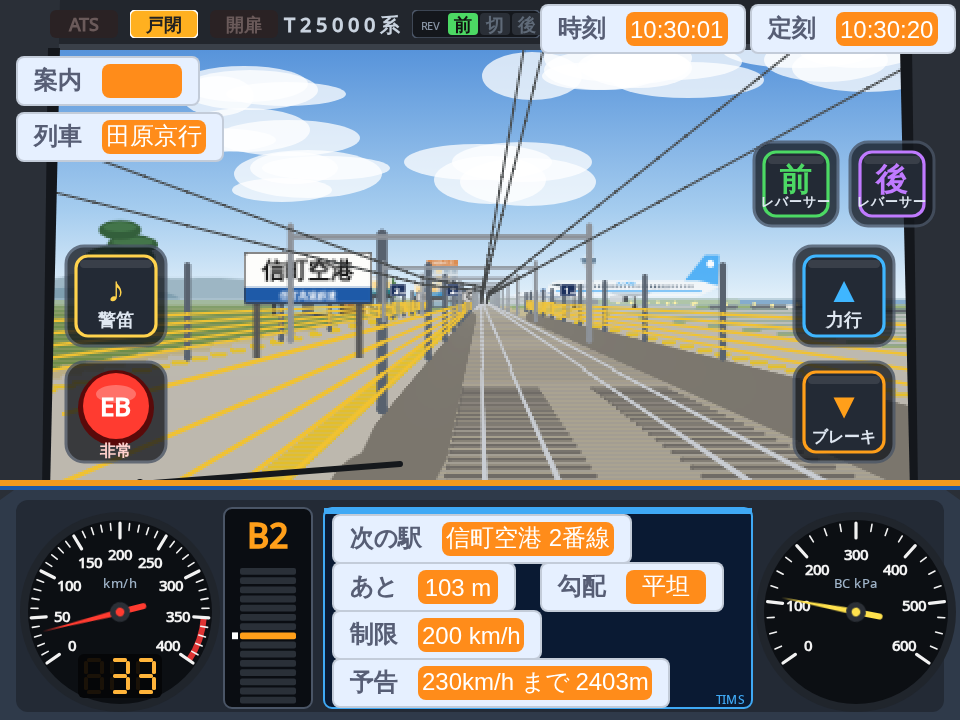 ATS 戸閉 開扉 T25000系 REV 前 切 後
時刻 10:30:01 定刻 10:30:20
案内
列車 田原京行
前 レバーサー
後 レバーサー
信町空港
♪ 警笛
▲ 力行
EB 非常
▼ ブレーキ
0 50 100 150 200 250 300 350 400 km/h
33
B2
次の駅 信町空港 2番線
あと 103 m 勾配 平坦
制限 200 km/h
予告 230km/h まで 2403m
TIMS
0 100 200 300 400 500 600 BC kPa